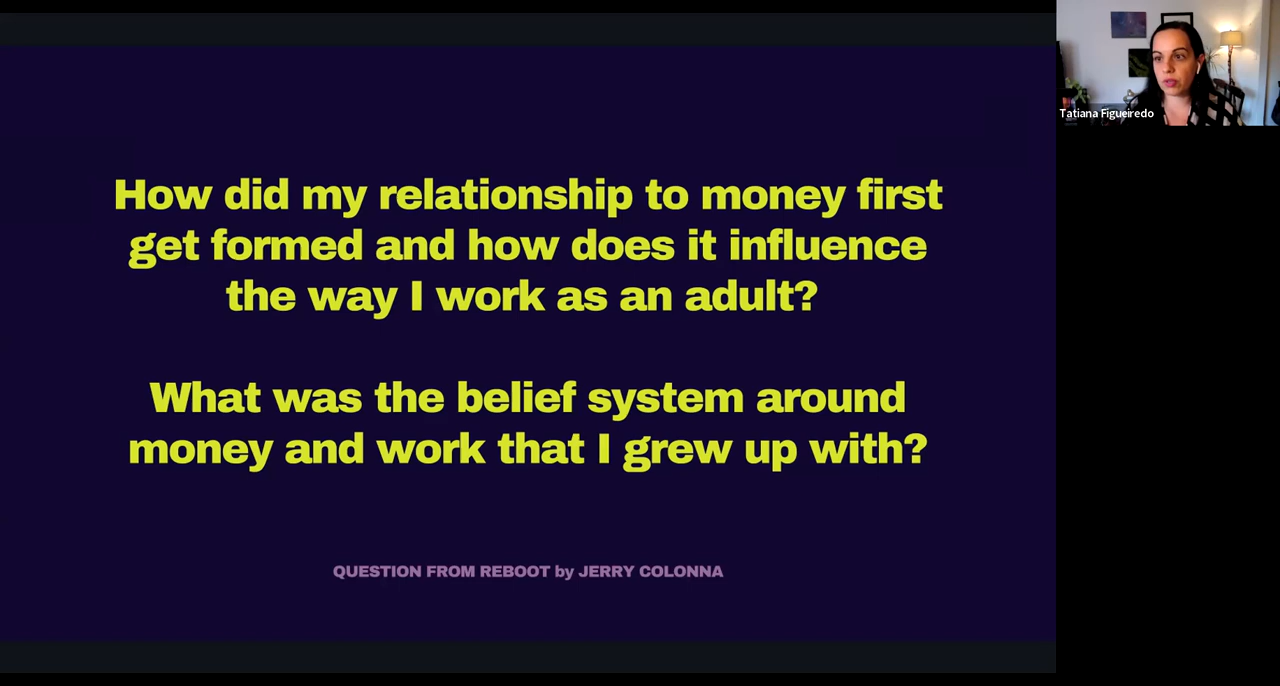 How did my relationship to money first
get formed and how does it influence
the way I work as an adult?
What was the belief system around
money and work that I grew up with?
QUESTION FROM REBOOT by JERRY COLONNA
Tatiana Figueiredo